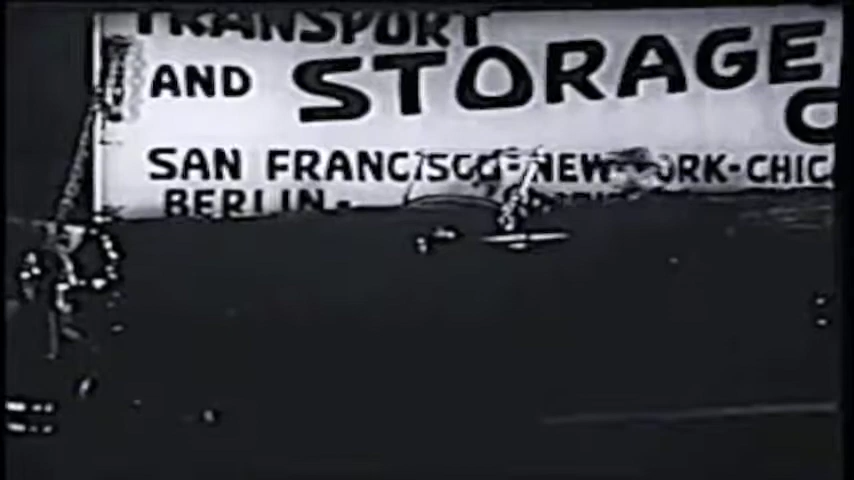 TRANSPORT
AND STORAGE
SAN FRANCISCO-NEW-YORK-CHIC
BERLIN-